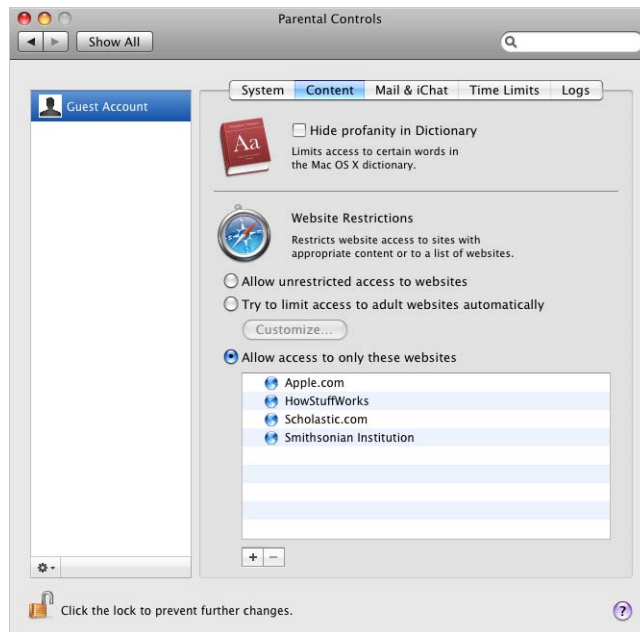 Parental Controls
Show All
Guest Account
System Content Mail & iChat Time Limits Logs
Aa
Hide profanity in Dictionary
Limits access to certain words in
the Mac OS X dictionary.
Website Restrictions
Restricts website access to sites with
appropriate content or to a list of websites.
Allow unrestricted access to websites
Try to limit access to adult websites automatically
Customize...
Allow access to only these websites
Apple.com
HowStuffWorks
Scholastic.com
Smithsonian Institution
+ −
Click the lock to prevent further changes.
?